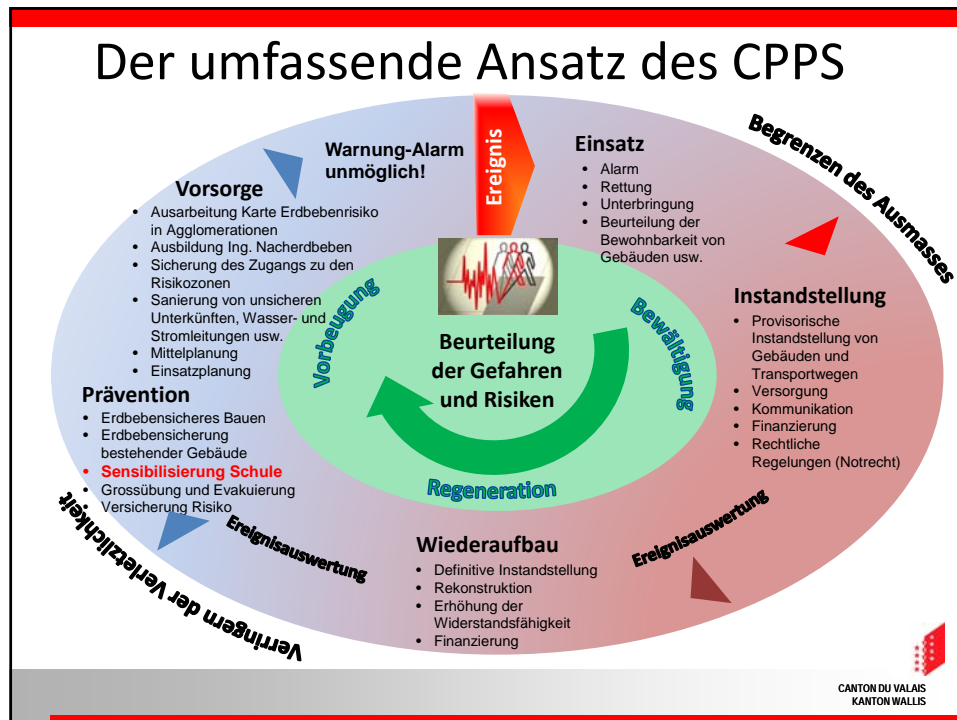 Der umfassende Ansatz des CPPS
Warnung-Alarm
unmöglich!
Ereignis
Einsatz
• Alarm
• Rettung
• Unterbringung
• Beurteilung der
Bewohnbarkeit von
Gebäuden usw.
Begrenzen des Ausmasses
Vorsorge
• Ausarbeitung Karte Erdbebenrisiko
in Agglomerationen
• Ausbildung Ing. Nacherdbeben
• Sicherung des Zugangs zu den
Risikozonen
• Sanierung von unsicheren
Unterkünften, Wasser- und
Stromleitungen usw.
• Mittelplanung
• Einsatzplanung
Vorbeugung
Bewältigung
Regeneration
Beurteilung
der Gefahren
und Risiken
Instandstellung
• Provisorische
Instandstellung von
Gebäuden und
Transportwegen
• Versorgung
• Kommunikation
• Finanzierung
• Rechtliche
Regelungen (Notrecht)
Prävention
• Erdbebensicheres Bauen
• Erdbebensicherung
bestehender Gebäude
• Sensibilisierung Schule
• Grossübung und Evakuierung
• Versicherung Risiko
Verringern der Verletzlichkeit
Ereignisauswertung
Ereignisauswertung
Wiederaufbau
• Definitive Instandstellung
• Rekonstruktion
• Erhöhung der
Widerstandsfähigkeit
• Finanzierung
CANTON DU VALAIS
KANTON WALLIS